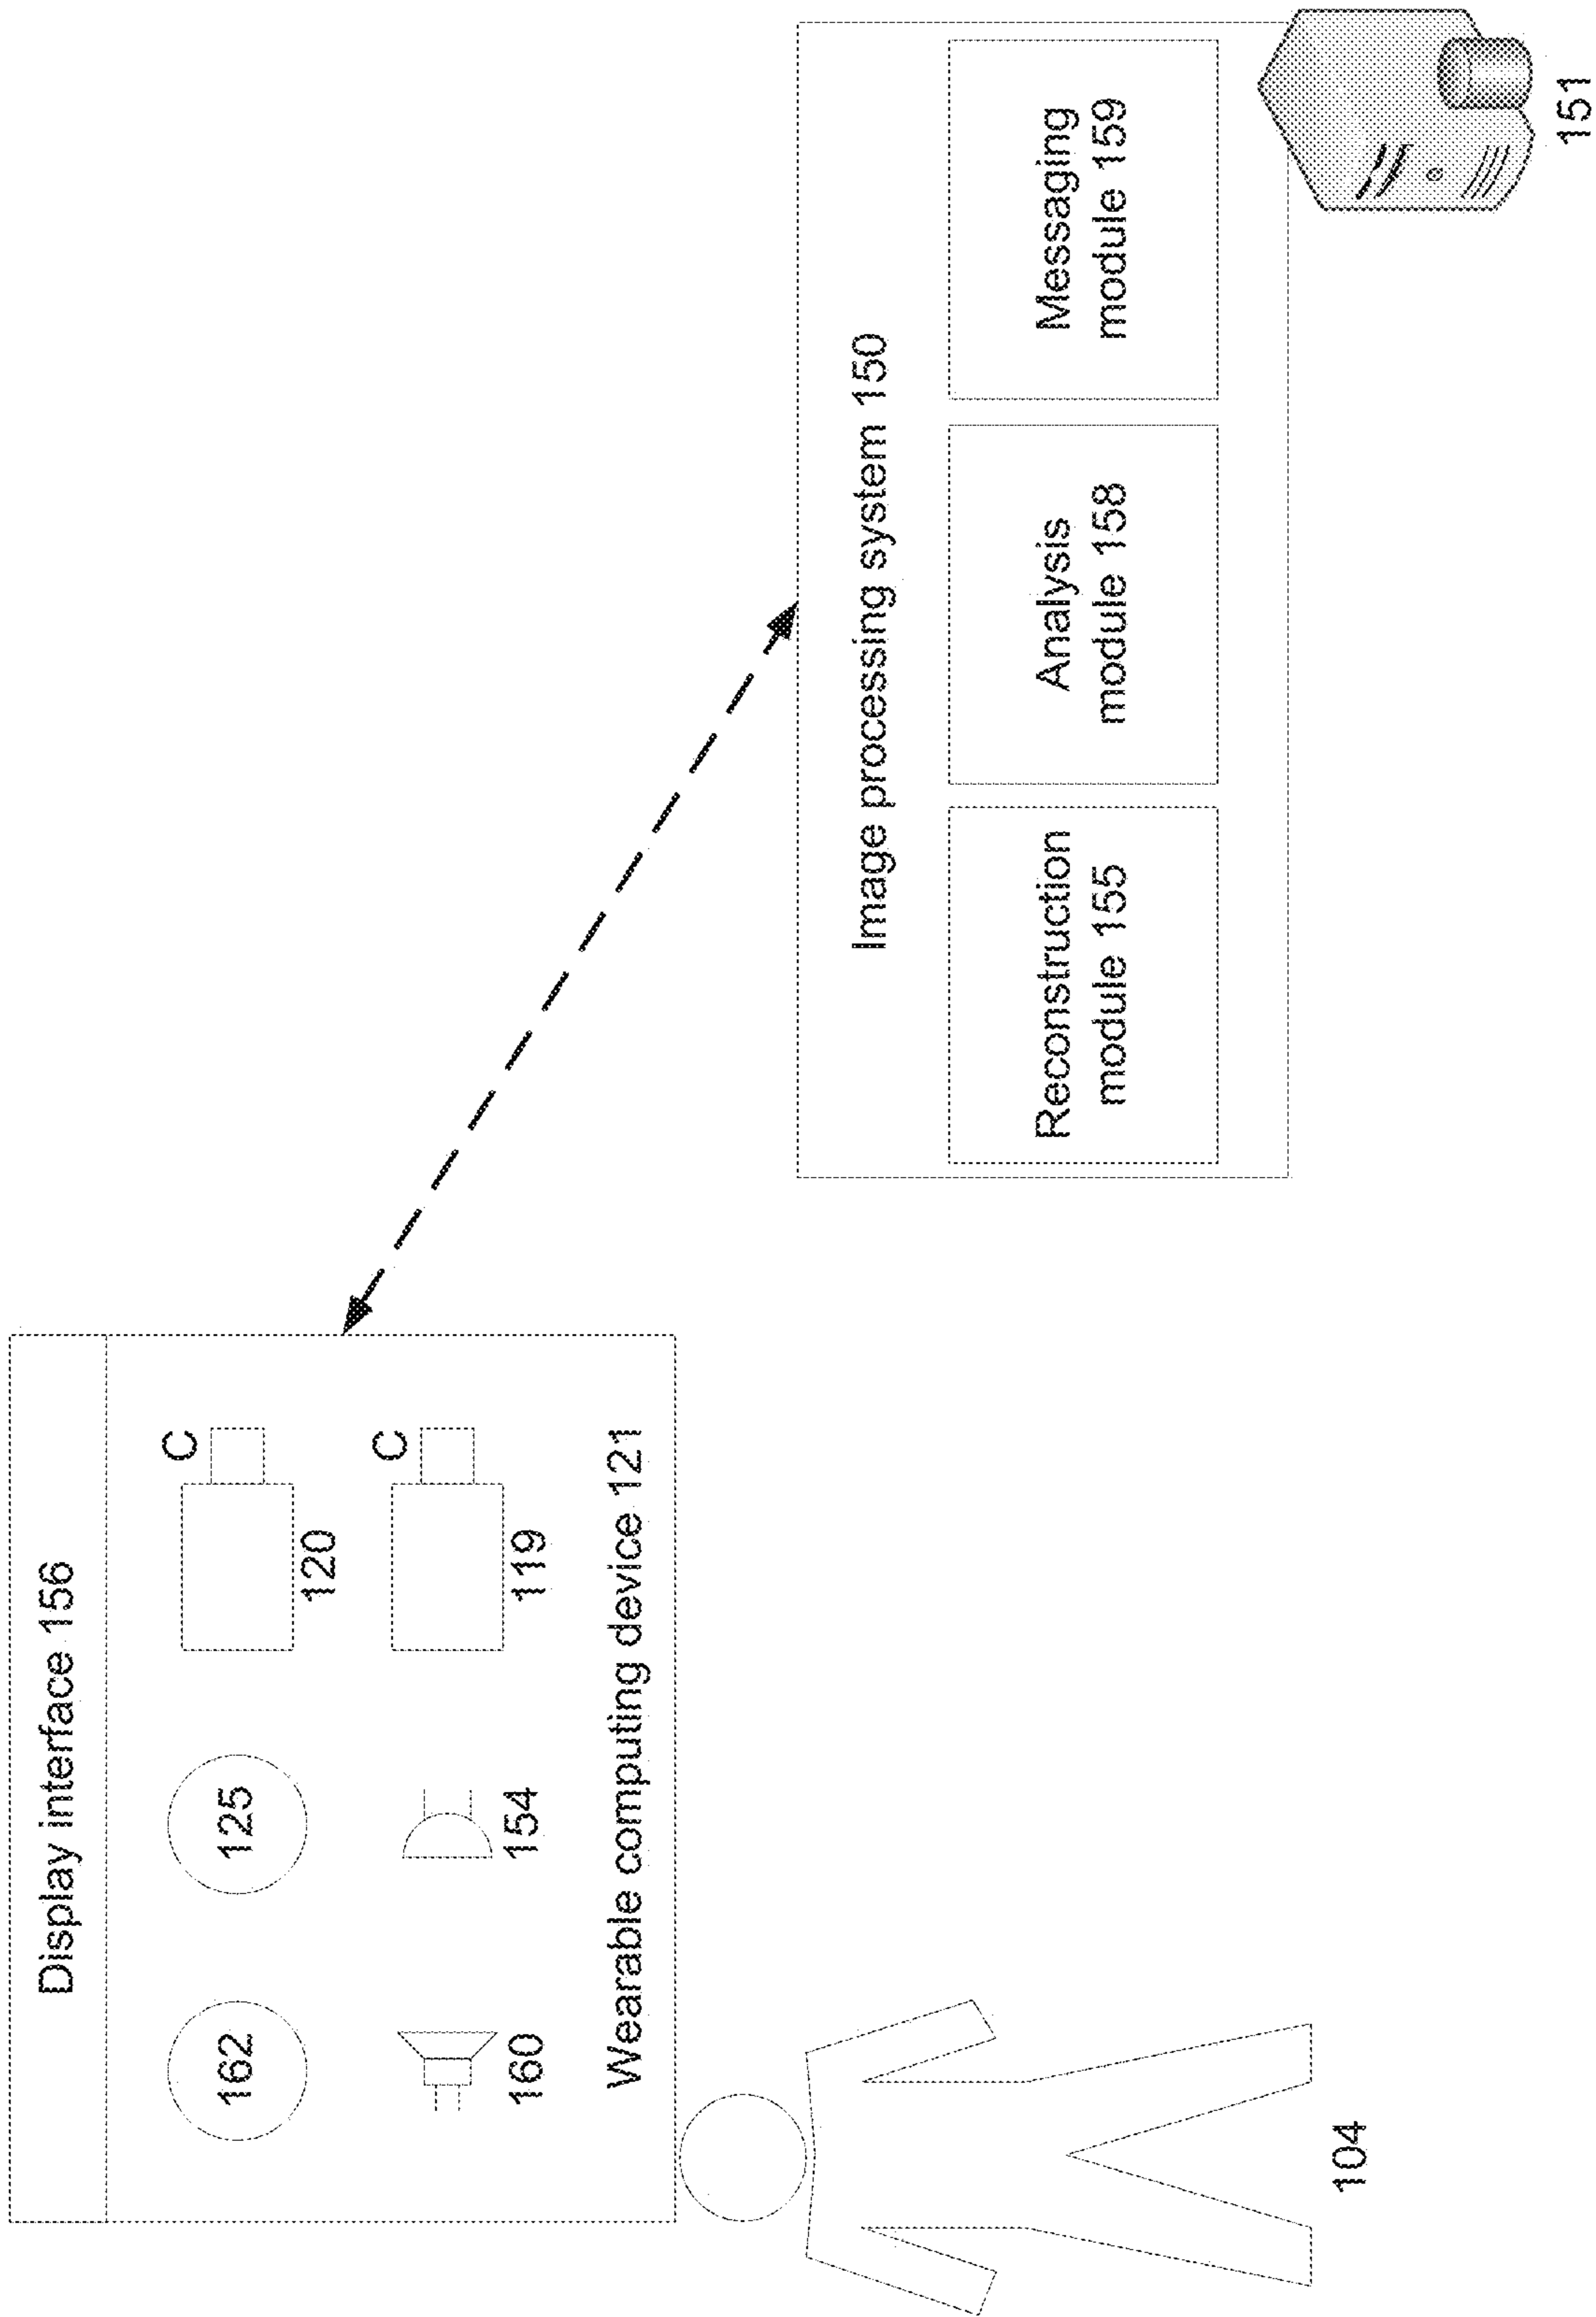 Display interface 156
162
125
C
120
160
154
C
119
Wearable computing device 121
104
Image processing system 150
Reconstruction
module 155
Analysis
module 158
Messaging
module 159
151